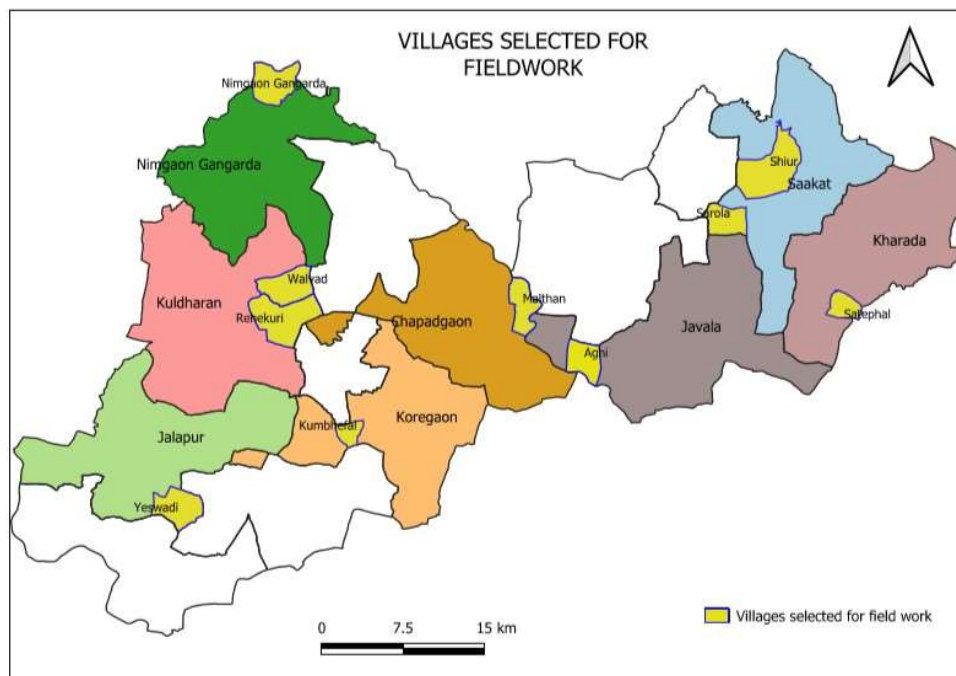 VILLAGES SELECTED FOR
FIELDWORK
Nimgaon Gangarda
Nimgaon Gangarda
Shiur
Saakat
Sarola
Kharada
Walvad
Kuldharan
Rehekuri
Malthan
Salephal
Chapadgaon
Javala
Aghi
Kumbhefal
Koregaon
Jalapur
Yeswadi
Villages selected for field work
0 7.5 15 km